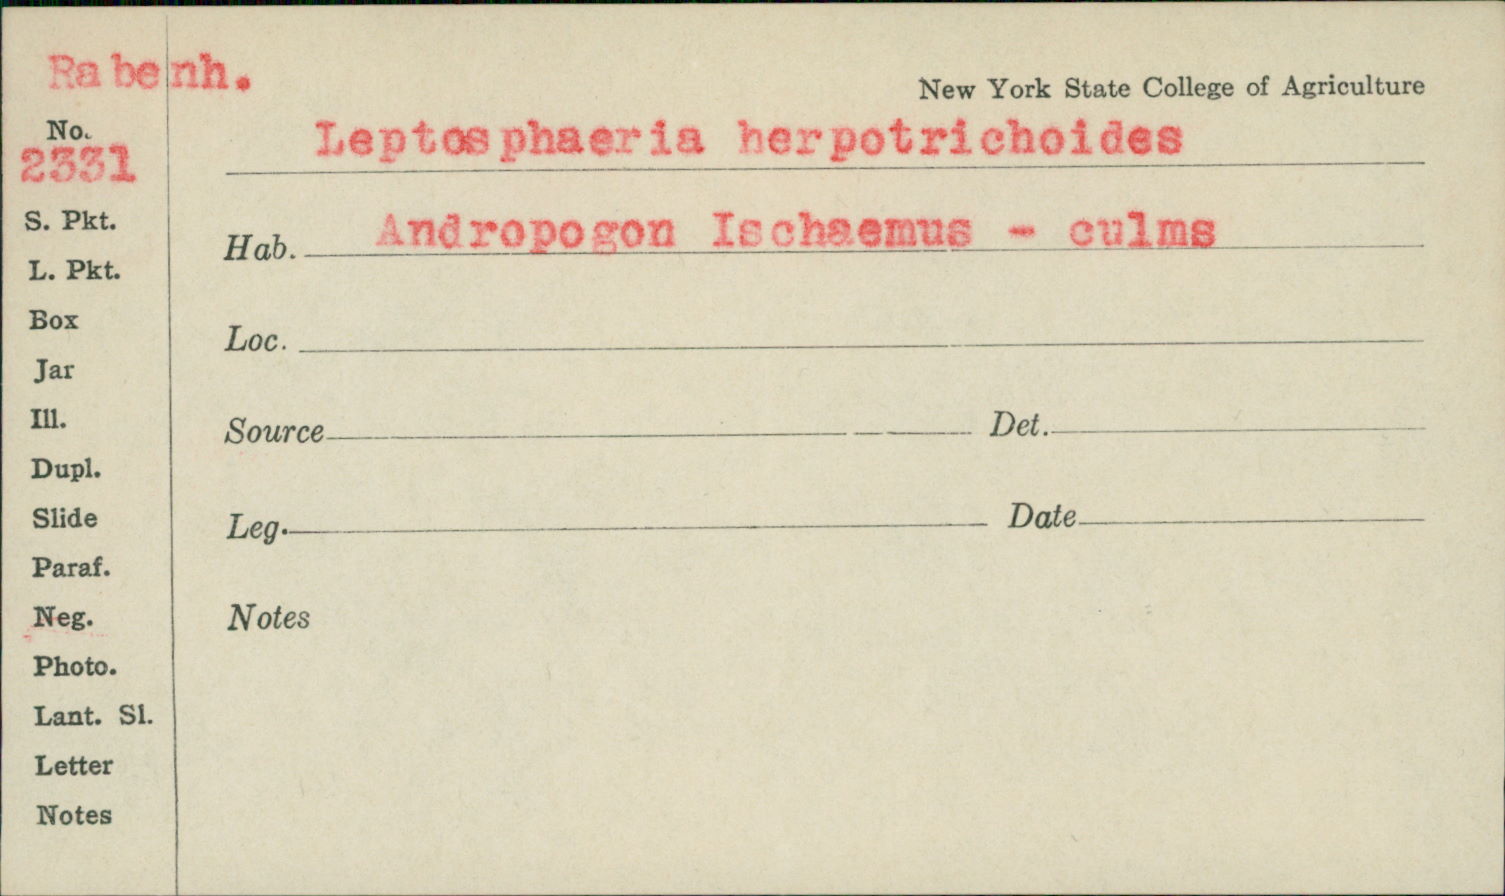 Rabenh.
New York State College of Agriculture
No.
2331
Leptosphaeria herpotrichoides
S. Pkt.
Hab. Andropogon Ischaemus - culms
L. Pkt.
Box
Loc.
Jar
Ill.
Source Det.
Dupl.
Slide
Leg. Date
Paraf.
Neg.
Notes
Photo.
Lant. Sl.
Letter
Notes